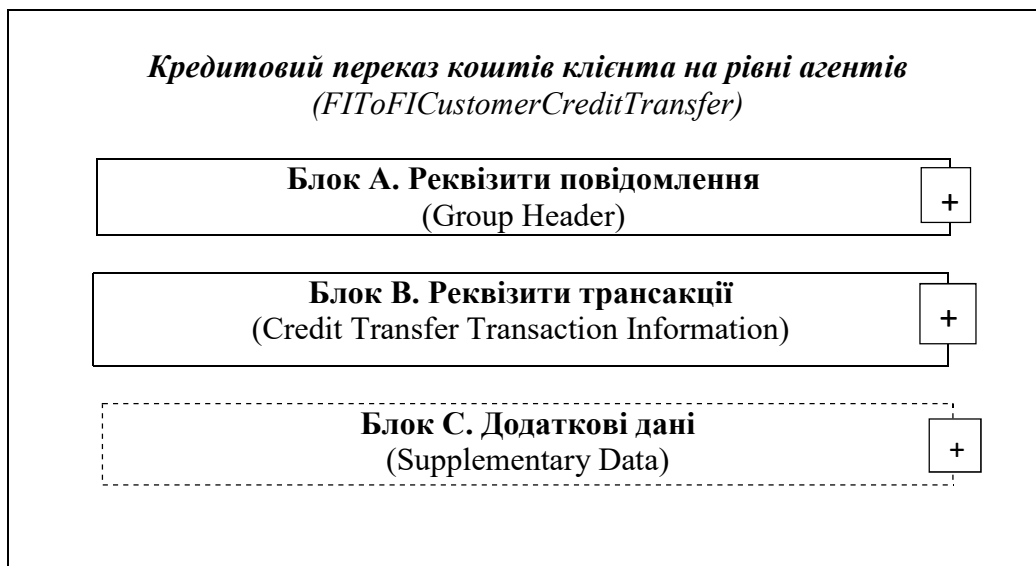 Кредитовий переказ коштів клієнта на рівні агентів
(FIToFICustomerCreditTransfer)
Блок А. Реквізити повідомлення
(Group Header)
+
Блок В. Реквізити трансакції
(Credit Transfer Transaction Information)
+
Блок С. Додаткові дані
(Supplementary Data)
+